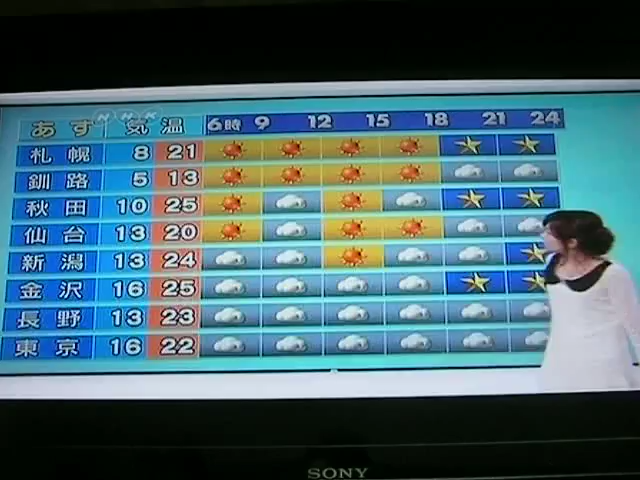 NHK
あす 気温 6時 9 12 15 18 21 24
札幌 8 21
釧路 5 13
秋田 10 25
仙台 13 20
新潟 13 24
金沢 16 25
長野 13 23
東京 16 22
SONY